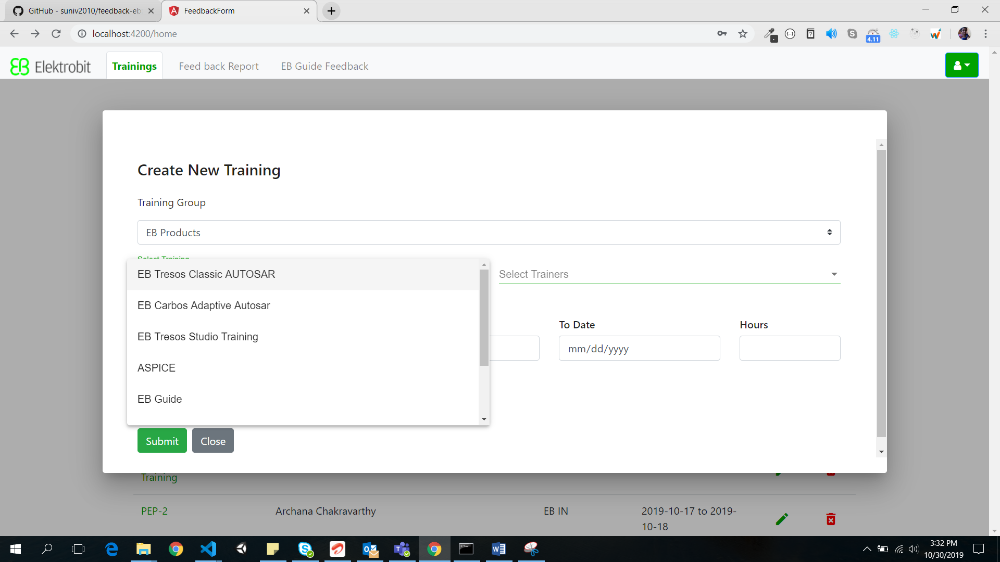 GitHub - suniv2010/feedback-eb
FeedbackForm
localhost:4200/home
4.11
EB Elektrobit
Trainings
Feed back Report
EB Guide Feedback
Create New Training
Training Group
EB Products
Select Training
EB Tresos Classic AUTOSAR
Select Trainers
EB Carbos Adaptive Autosar
EB Tresos Studio Training
ASPICE
EB Guide
To Date
Hours
mm/dd/yyyy
Submit
Close
Training
PEP-2
Archana Chakravarthy
EB IN
2019-10-17 to 2019-
10-18
3:32 PM
10/30/2019